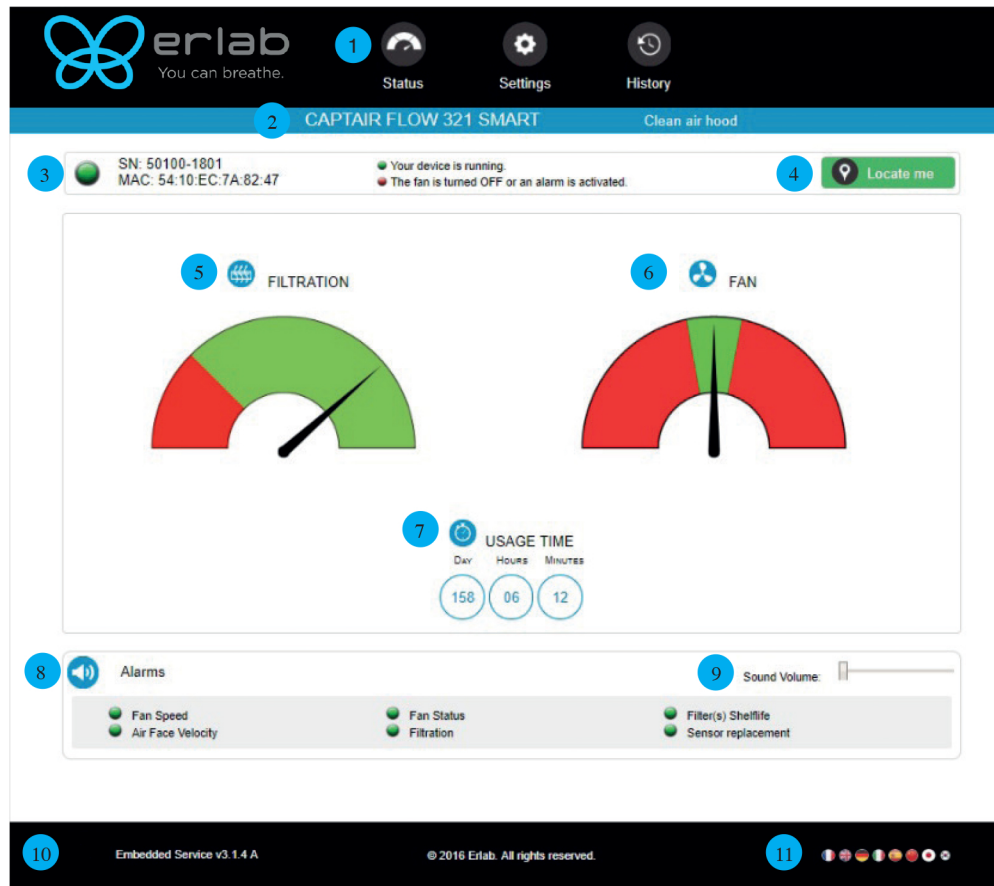 erlab
You can breathe.
1
Status
Settings
History
2
CAPTAIR FLOW 321 SMART
Clean air hood
3
SN: 50100-1801
MAC: 54:10:EC:7A:82:47
Your device is running.
The fan is turned OFF or an alarm is activated.
4
Locate me
5
FILTRATION
6
FAN
7
USAGE TIME
DAY HOURS MINUTES
158 06 12
8
Alarms
9
Sound Volume:
Fan Speed
Fan Status
Filter(s) Shelflife
Air Face Velocity
Filtration
Sensor replacement
10
Embedded Service v3.1.4 A
© 2016 Erlab. All rights reserved.
11